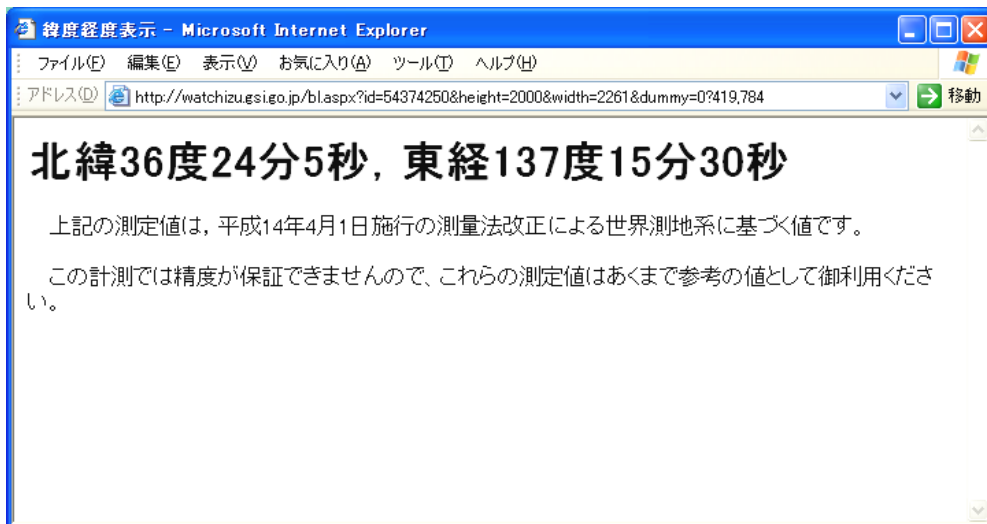 緯度経度表示 - Microsoft Internet Explorer
ファイル(F) 編集(E) 表示(V) お気に入り(A) ツール(T) ヘルプ(H)
アドレス(D) http://watchizu.gsi.go.jp/bl.aspx?id=54374250&height=2000&width=2261&dummy=0?419,784 移動
北緯36度24分5秒，東経137度15分30秒
上記の測定値は，平成14年4月1日施行の測量法改正による世界測地系に基づく値です。
この計測では精度が保証できませんので、これらの測定値はあくまで参考の値として御利用くださ
い。